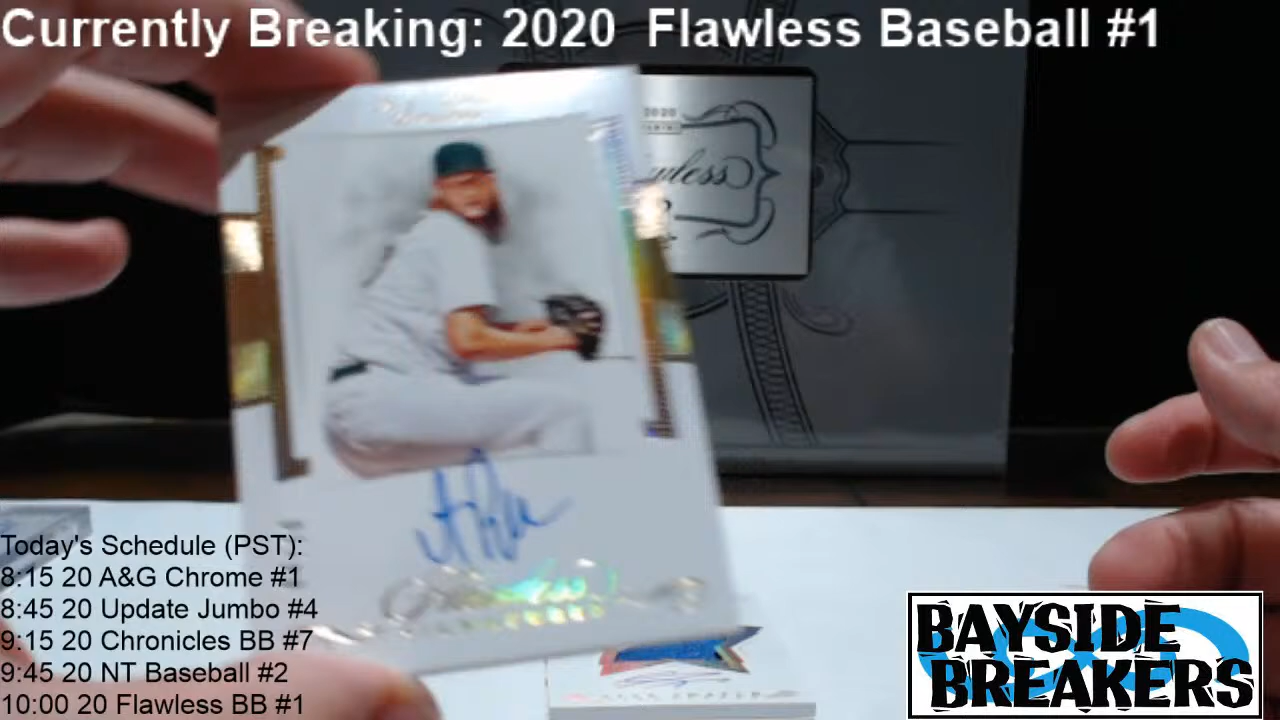 Currently Breaking: 2020 Flawless Baseball #1
2020
PANINI
Today's Schedule (PST):
8:15 20 A&G Chrome #1
8:45 20 Update Jumbo #4
9:15 20 Chronicles BB #7
9:45 20 NT Baseball #2
10:00 20 Flawless BB #1
BAYSIDE
BREAKERS